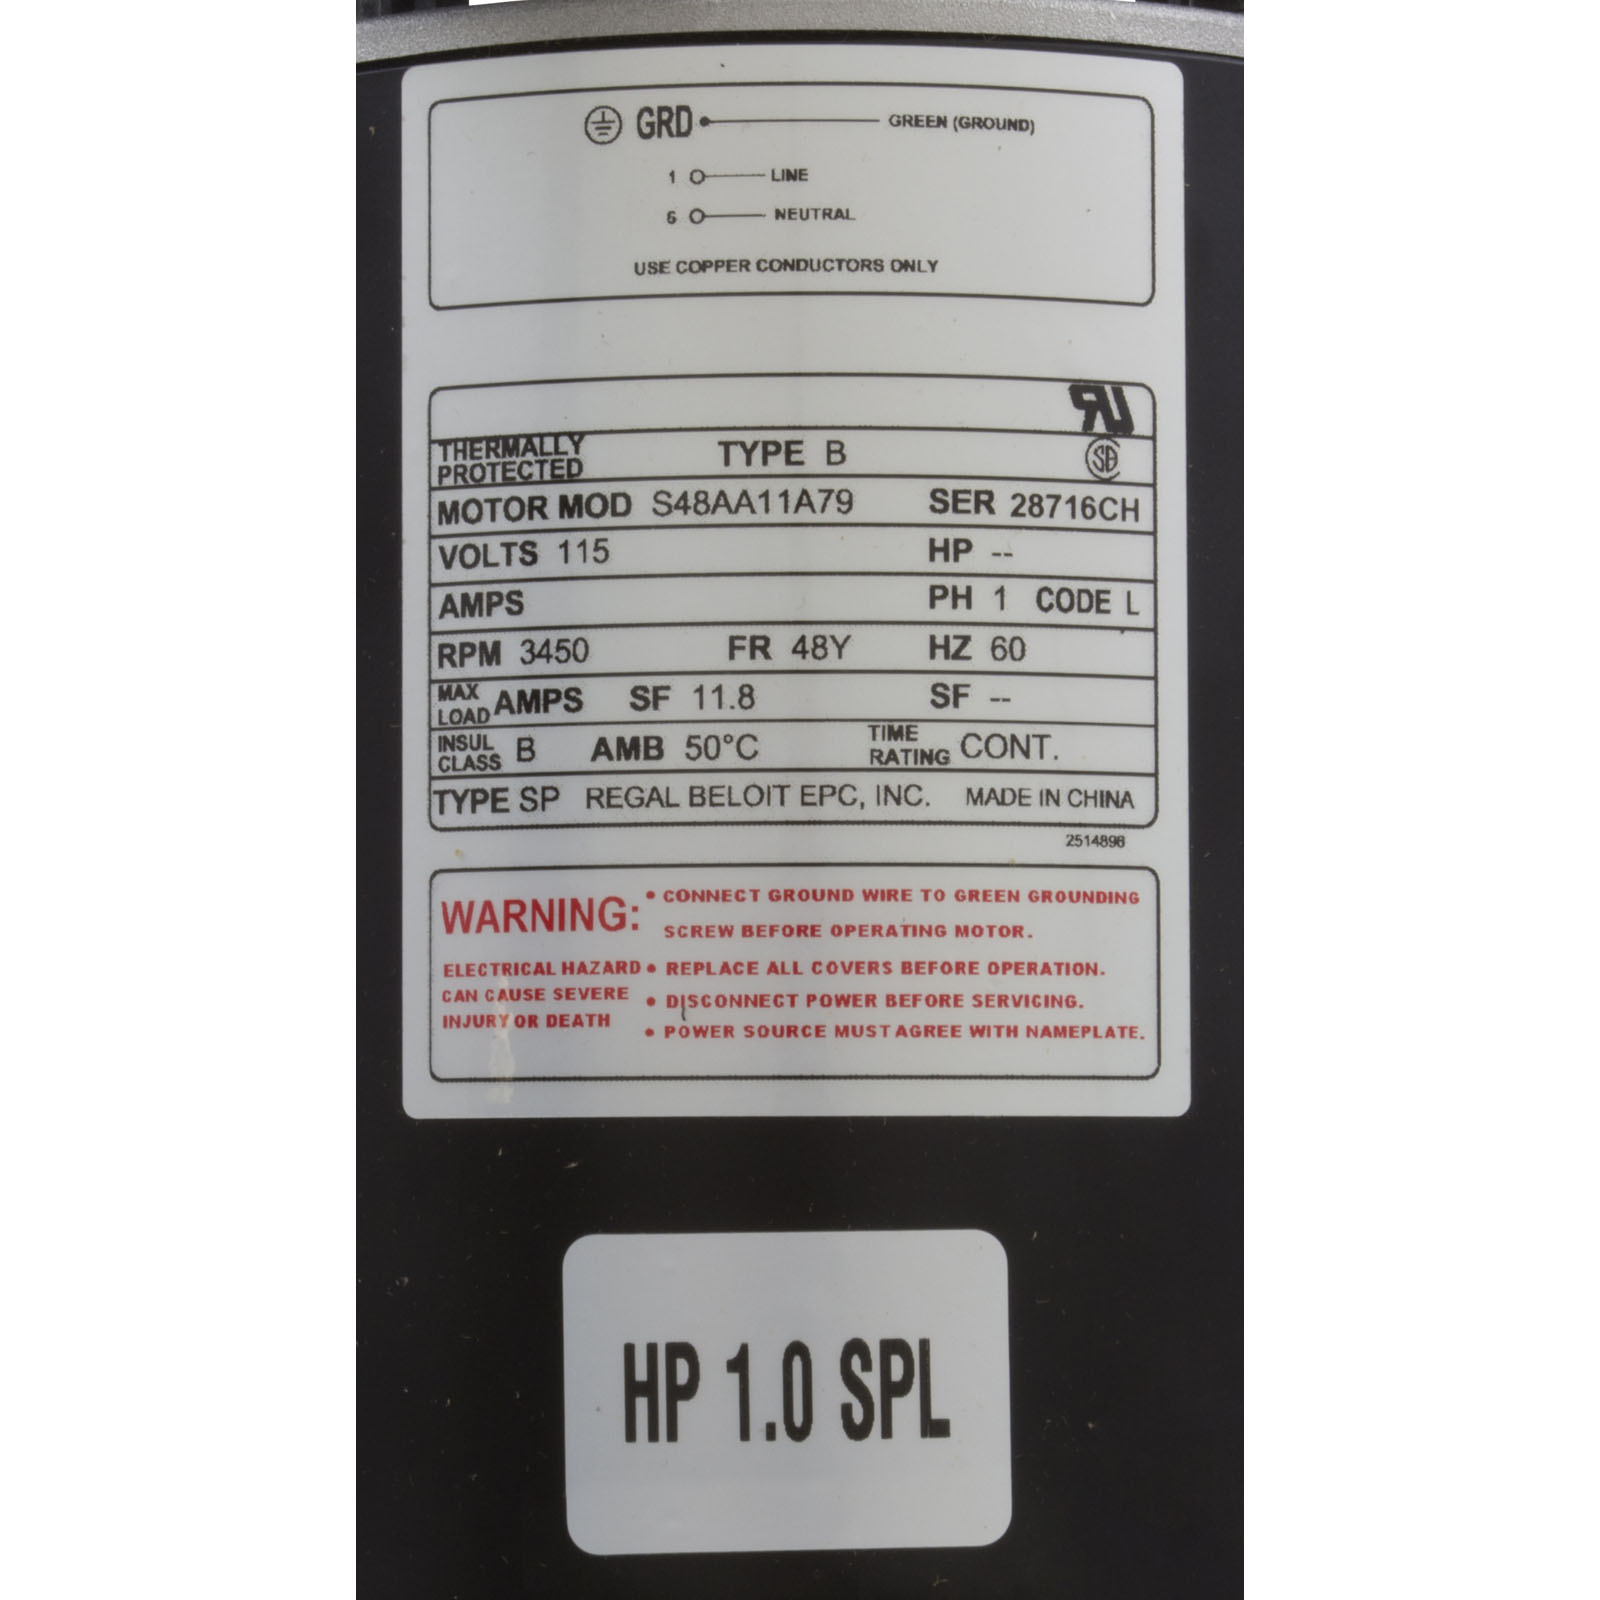 GRD GREEN (GROUND)
1 LINE
6 NEUTRAL
USE COPPER CONDUCTORS ONLY
THERMALLY PROTECTED TYPE B
MOTOR MOD S48AA11A79 SER 28716CH
VOLTS 115 HP --
AMPS PH 1 CODE L
RPM 3450 FR 48Y HZ 60
MAX LOAD AMPS SF 11.8 SF --
INSUL CLASS B AMB 50°C TIME RATING CONT.
TYPE SP REGAL BELOIT EPC, INC. MADE IN CHINA
2514898
WARNING:
ELECTRICAL HAZARD
CAN CAUSE SEVERE
INJURY OR DEATH
• CONNECT GROUND WIRE TO GREEN GROUNDING
SCREW BEFORE OPERATING MOTOR.
• REPLACE ALL COVERS BEFORE OPERATION.
• DISCONNECT POWER BEFORE SERVICING.
• POWER SOURCE MUST AGREE WITH NAMEPLATE.
HP 1.0 SPL